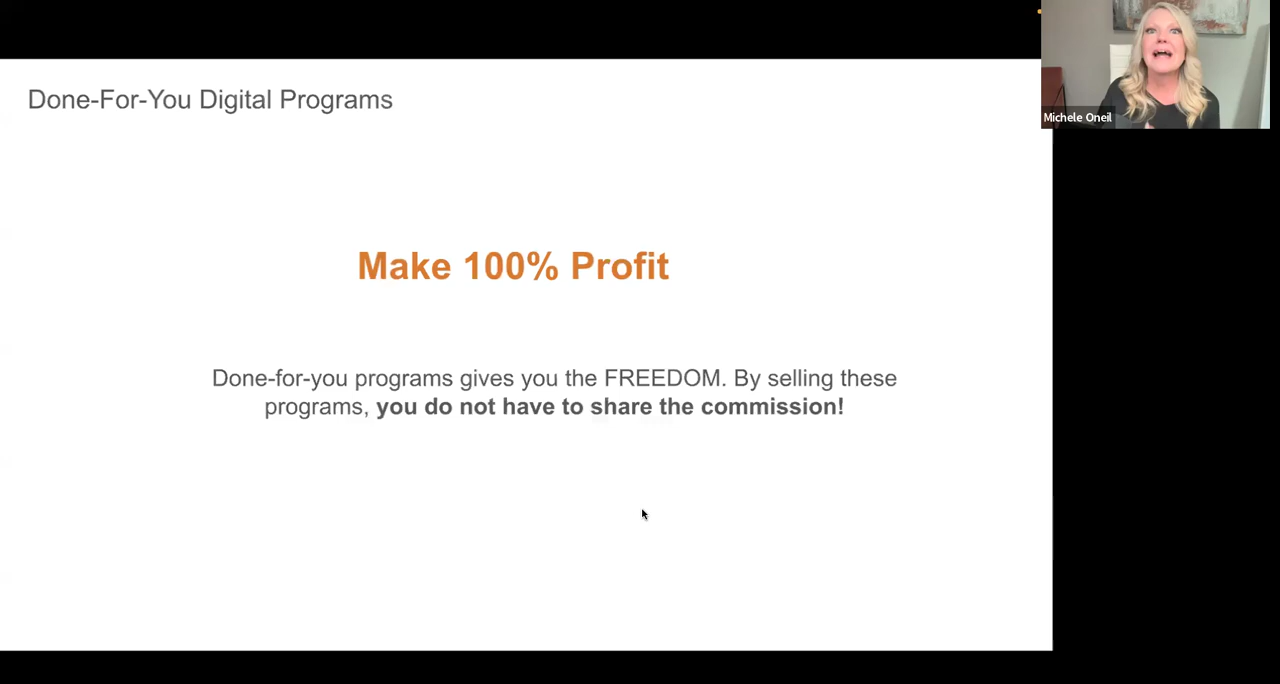 Done-For-You Digital Programs
Michele Oneil
Make 100% Profit
Done-for-you programs gives you the FREEDOM. By selling these
programs, you do not have to share the commission!